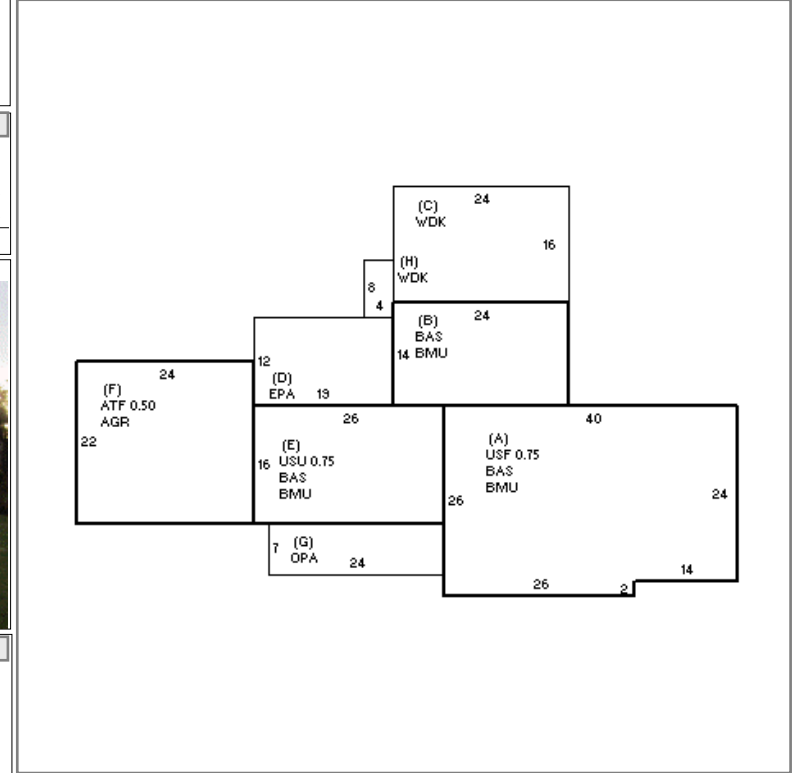 24
(C)
WDK
16
(H)
WDK
8
4
24
(B)
BAS
14 BMU
12
(D)
EPA 19
24
(F)
ATF 0.50
AGR
22
26
(E)
16 USU 0.75
BAS
BMU
40
(A)
USF 0.75
BAS
BMU
26
24
14
26
2
7 (G)
OPA
24